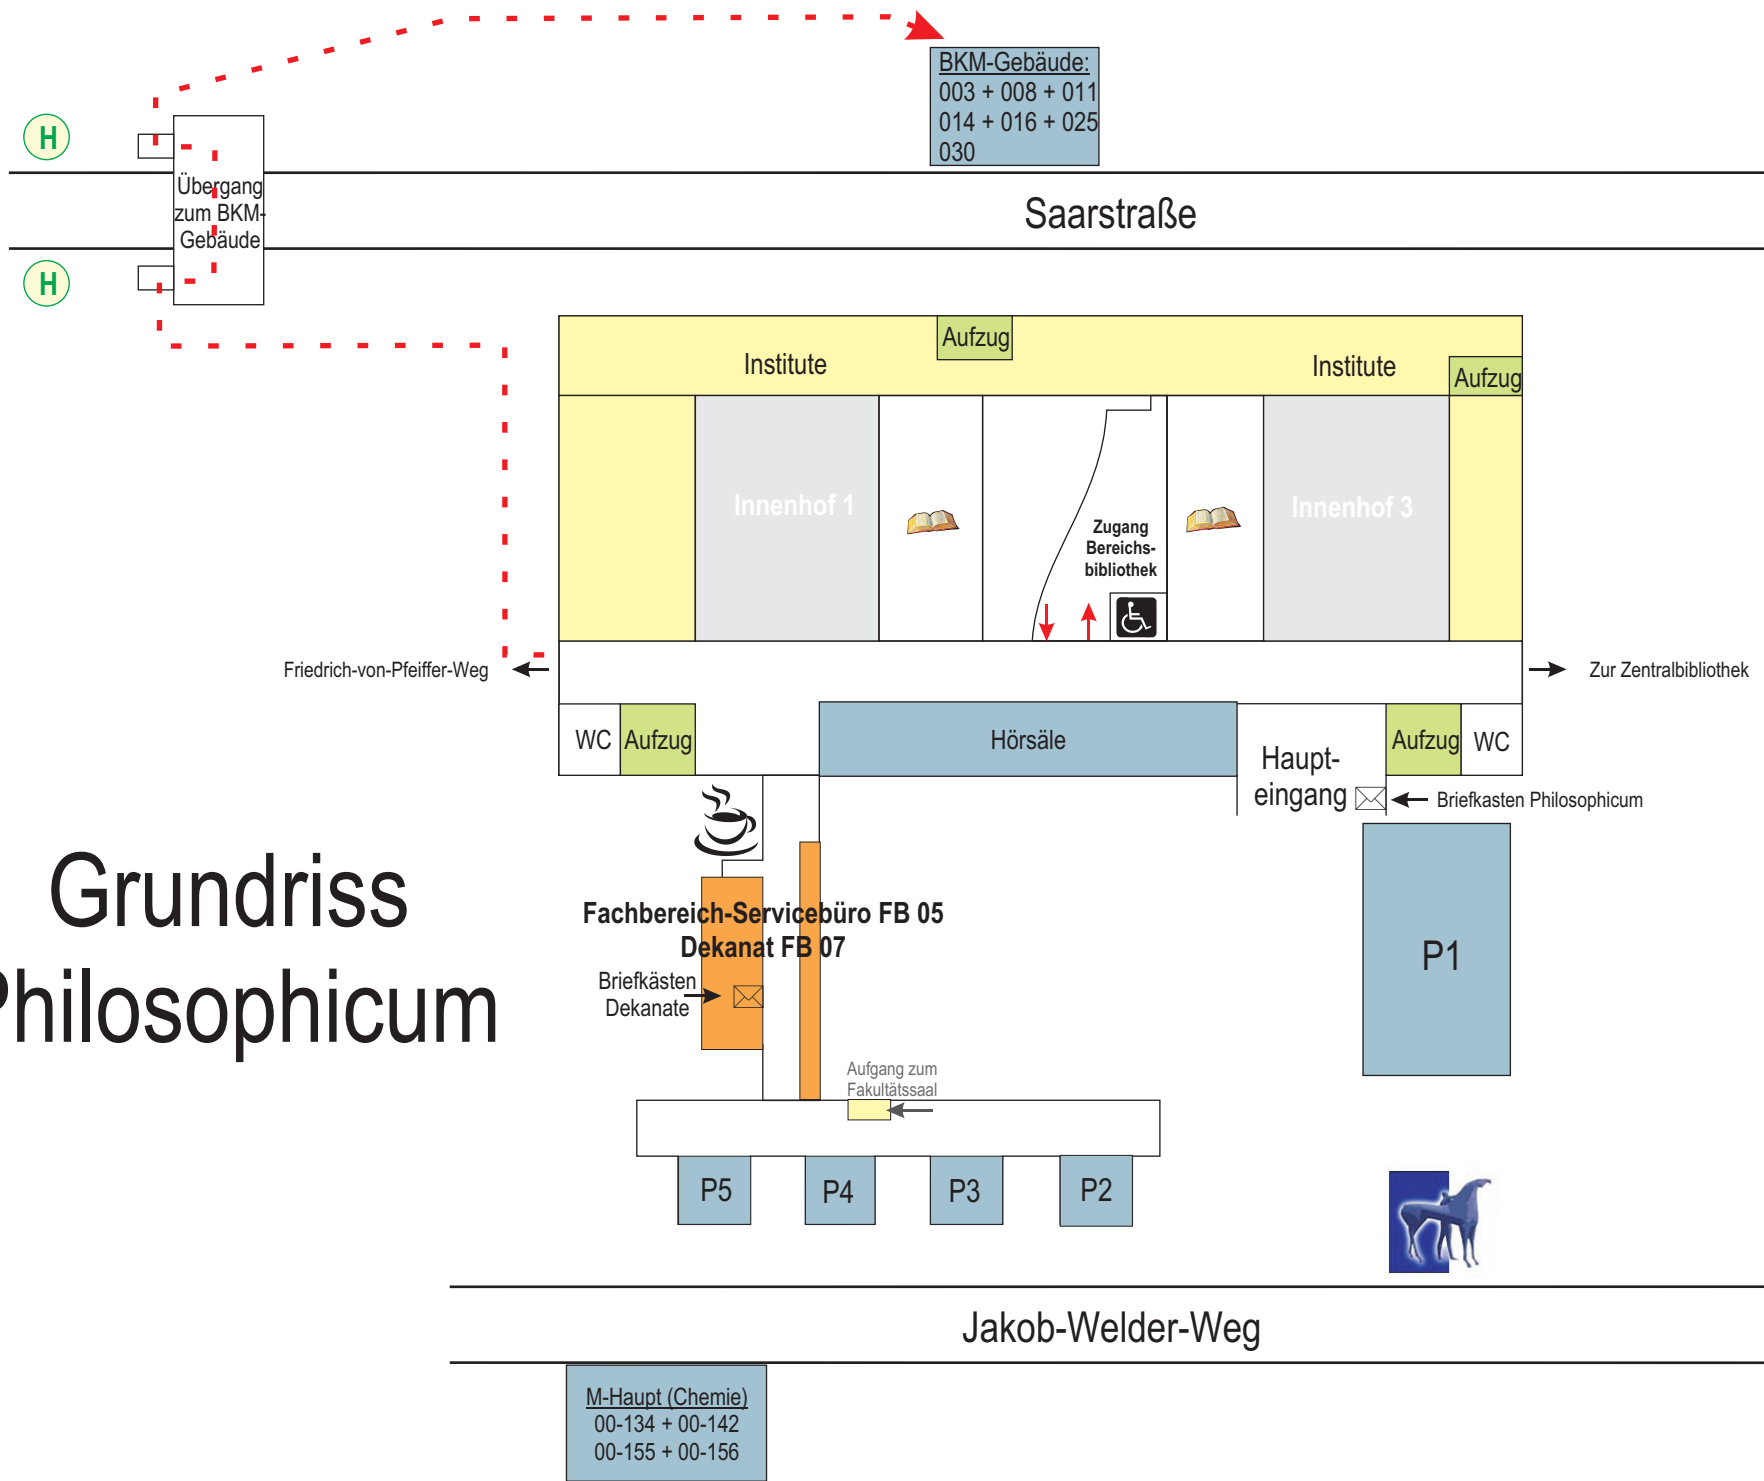 BKM-Gebäude:
003 + 008 + 011
014 + 016 + 025
030
H
Übergang
zum BKM-
Gebäude
Saarstraße
H
Aufzug
Institute
Institute
Aufzug
Innenhof 1
Innenhof 3
Zugang
Bereichs-
bibliothek
Friedrich-von-Pfeiffer-Weg
Zur Zentralbibliothek
WC
Aufzug
Hörsäle
Haupt-
eingang
Aufzug
WC
Briefkasten Philosophicum
Grundriss
Philosophicum
Fachbereich-Servicebüro FB 05
Dekanat FB 07
Briefkästen
Dekanate
P1
Aufgang zum
Fakultätssaal
P5
P4
P3
P2
Jakob-Welder-Weg
M-Haupt (Chemie)
00-134 + 00-142
00-155 + 00-156